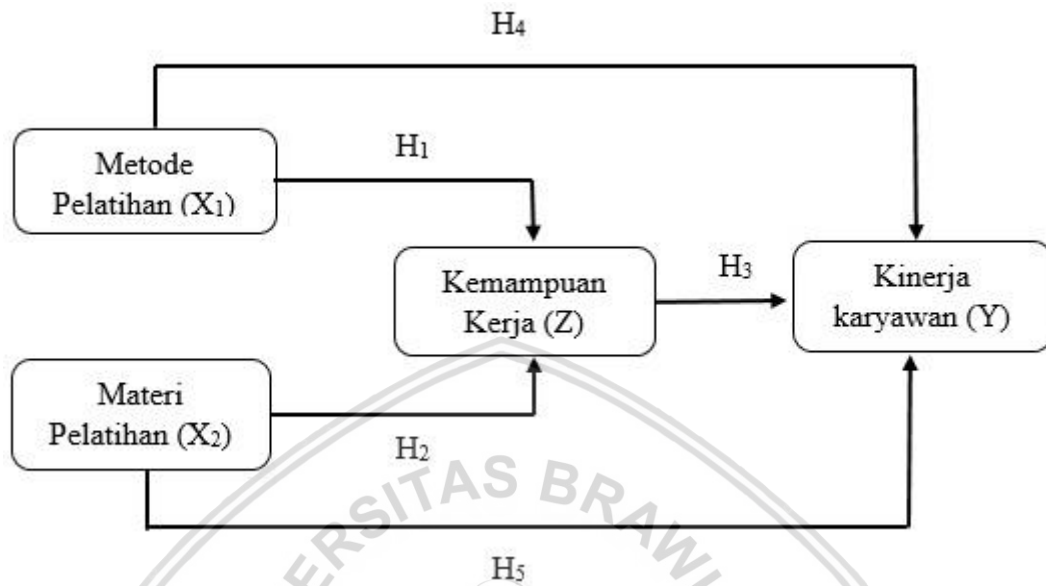 H₄
H₁
Metode
Pelatihan (X₁)
H₃
Kemampuan
Kerja (Z)
Kinerja
karyawan (Y)
Materi
Pelatihan (X₂)
H₂
ERSITAS BRAW
H₅